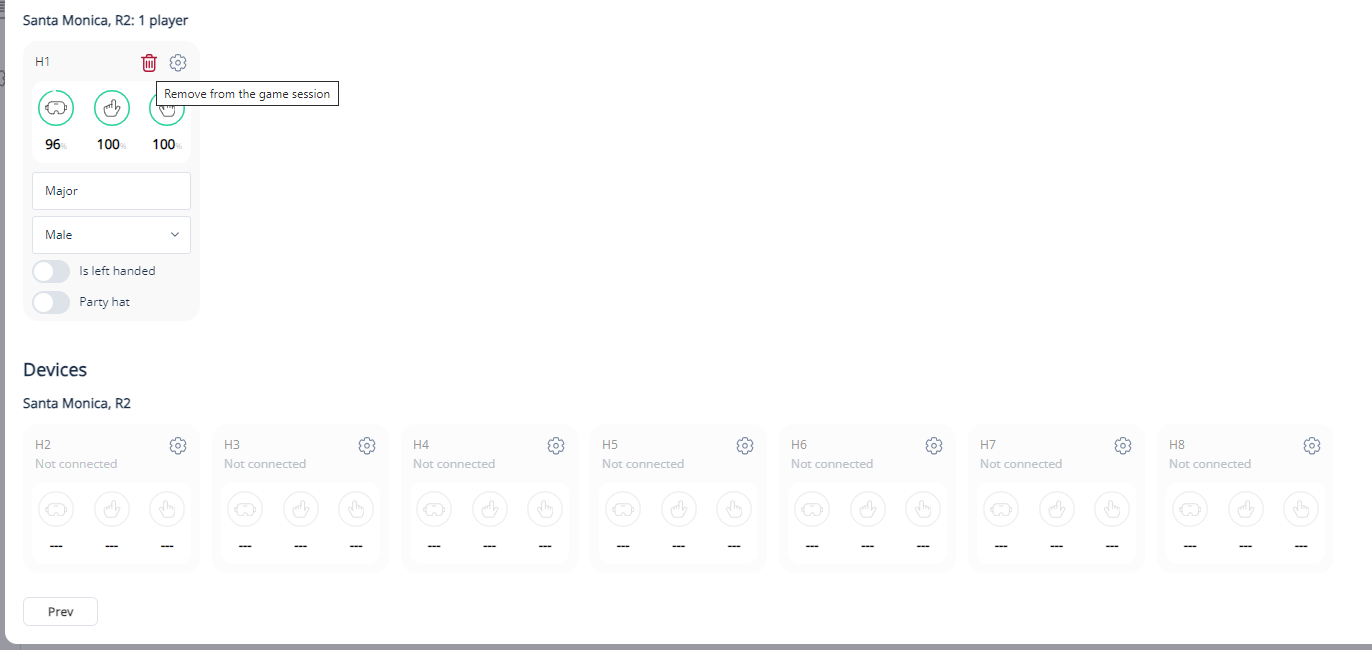 Santa Monica, R2: 1 player
H1
Remove from the game session
96%
100%
100%
Major
Male
Is left handed
Party hat
Devices
Santa Monica, R2
H2
Not connected
--- --- ---
H3
Not connected
--- --- ---
H4
Not connected
--- --- ---
H5
Not connected
--- --- ---
H6
Not connected
--- --- ---
H7
Not connected
--- --- ---
H8
Not connected
--- --- ---
Prev